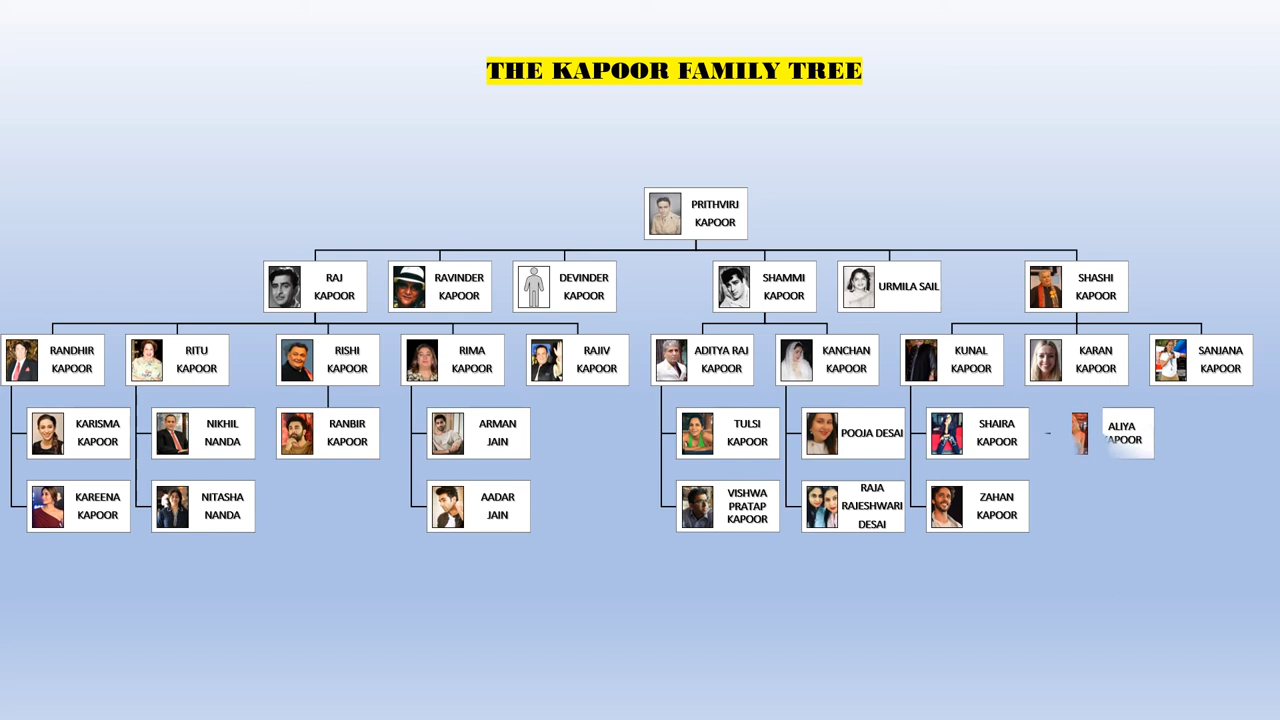 THE KAPOOR FAMILY TREE
PRITHVIRJ
KAPOOR
RAJ
KAPOOR
RAVINDER
KAPOOR
DEVINDER
KAPOOR
SHAMMI
KAPOOR
URMILA SAIL
SHASHI
KAPOOR
RANDHIR
KAPOOR
RITU
KAPOOR
RISHI
KAPOOR
RIMA
KAPOOR
RAJIV
KAPOOR
ADITYA RAJ
KAPOOR
KANCHAN
KAPOOR
KUNAL
KAPOOR
KARAN
KAPOOR
SANJANA
KAPOOR
KARISMA
KAPOOR
NIKHIL
NANDA
RANBIR
KAPOOR
ARMAN
JAIN
TULSI
KAPOOR
POOJA DESAI
SHAIRA
KAPOOR
ALIYA
KAPOOR
KAREENA
KAPOOR
NITASHA
NANDA
AADAR
JAIN
VISHWA
PRATAP
KAPOOR
RAJA
RAJESHWARI
DESAI
ZAHAN
KAPOOR